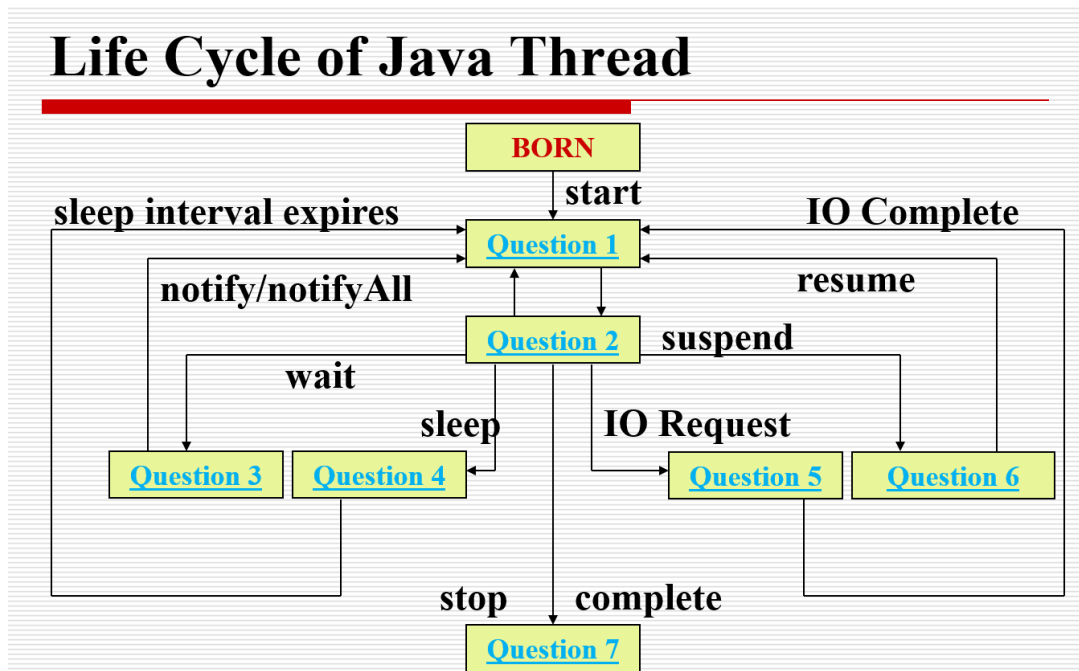 Life Cycle of Java Thread
BORN
start
sleep interval expires
IO Complete
Question 1
notify/notifyAll
resume
Question 2
suspend
wait
sleep
IO Request
Question 3
Question 4
Question 5
Question 6
stop
complete
Question 7